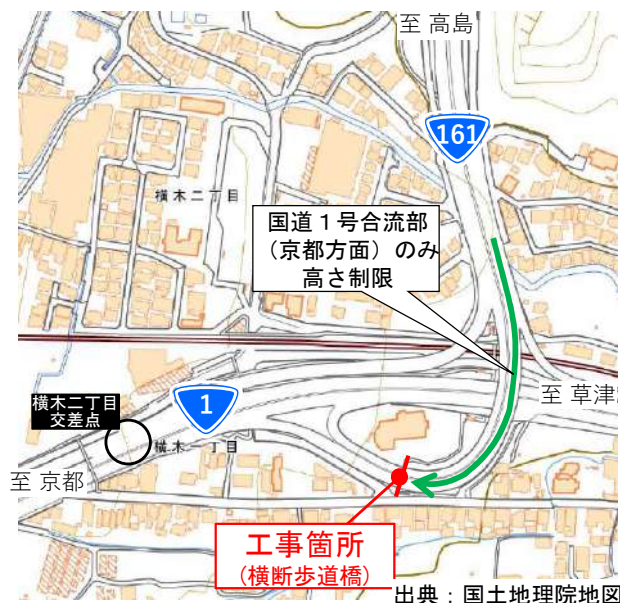 至 高島
161
横木二丁目
国道１号合流部
（京都方面）のみ
高さ制限
1
至 草津
横木二丁目
交差点
横木一丁目
至 京都
工事箇所
(横断歩道橋)
出典：国土地理院地図